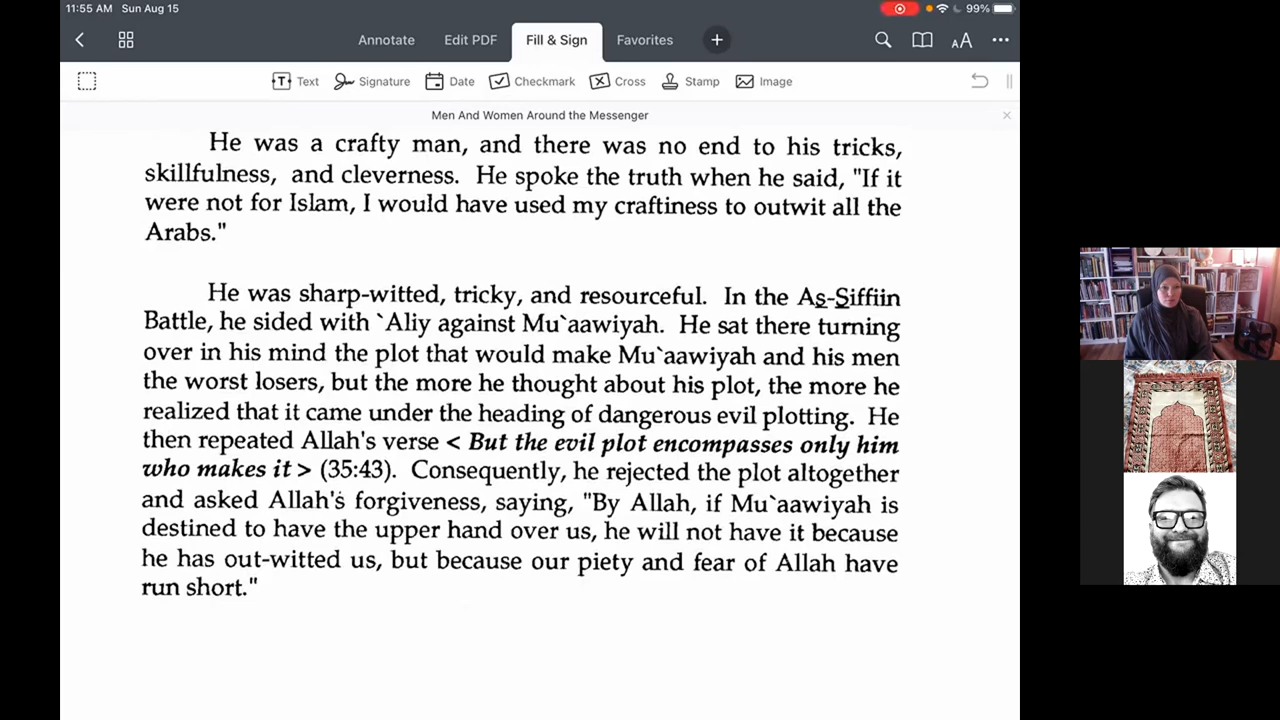 11:55 AM Sun Aug 15
99%
Annotate Edit PDF Fill & Sign Favorites +
AA
Text Signature Date Checkmark Cross Stamp Image
Men And Women Around the Messenger
He was a crafty man, and there was no end to his tricks,
skillfulness, and cleverness. He spoke the truth when he said, "If it
were not for Islam, I would have used my craftiness to outwit all the
Arabs."
He was sharp-witted, tricky, and resourceful. In the As-Siffiin
Battle, he sided with `Aliy against Mu`aawiyah. He sat there turning
over in his mind the plot that would make Mu`aawiyah and his men
the worst losers, but the more he thought about his plot, the more he
realized that it came under the heading of dangerous evil plotting. He
then repeated Allah's verse < But the evil plot encompasses only him
who makes it > (35:43). Consequently, he rejected the plot altogether
and asked Allah's forgiveness, saying, "By Allah, if Mu`aawiyah is
destined to have the upper hand over us, he will not have it because
he has out-witted us, but because our piety and fear of Allah have
run short."